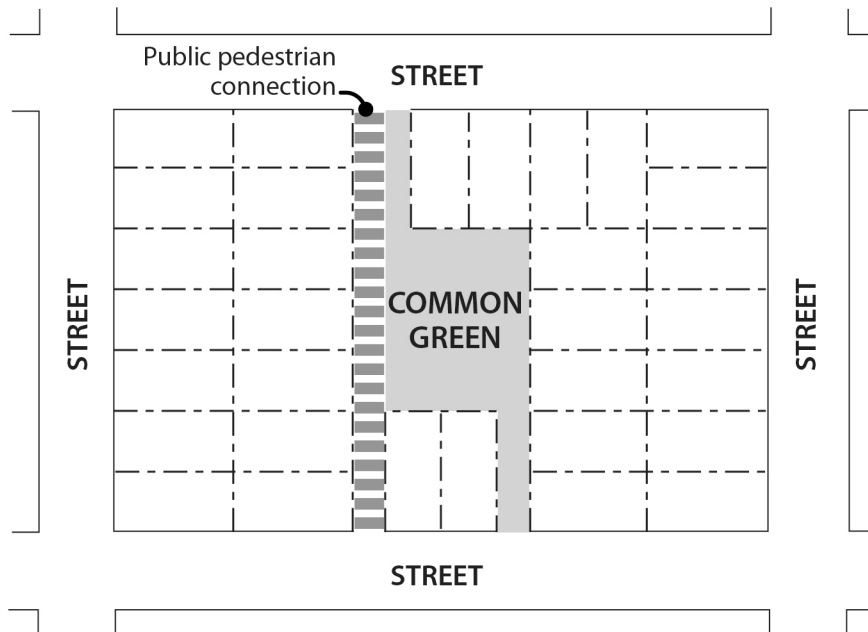 Public pedestrian
connection
STREET
STREET
COMMON
GREEN
STREET
STREET